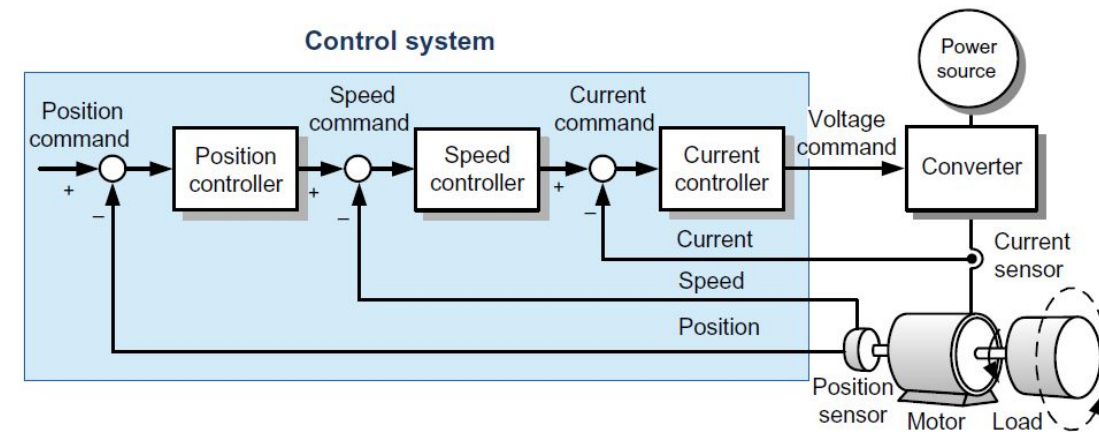 Control system
Power
source
Position
command
Speed
command
Current
command
Voltage
command
Position
controller
Speed
controller
Current
controller
Converter
+
–
+
–
+
–
Current
Current
sensor
Speed
Position
Position
sensor
Motor
Load